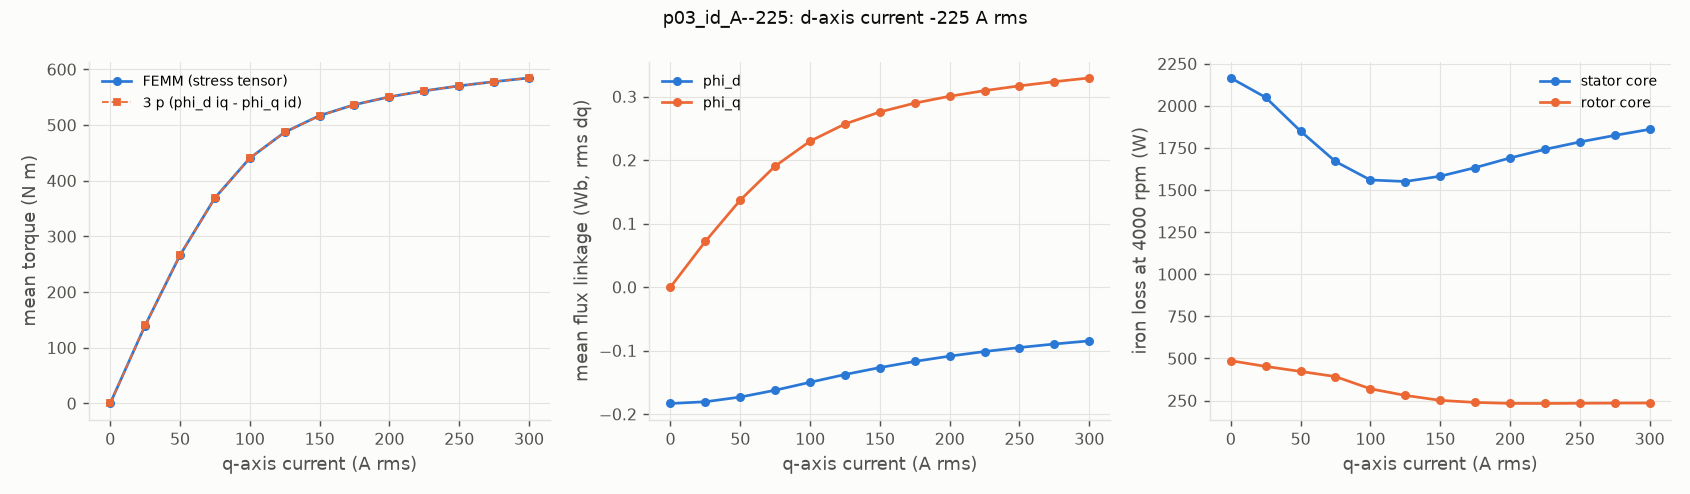 p03_id_A--225: d-axis current -225 A rms
FEMM (stress tensor)
3 p (phi_d iq - phi_q id)
mean torque (N m)
600
500
400
300
200
100
0
0 50 100 150 200 250 300
q-axis current (A rms)
phi_d
phi_q
mean flux linkage (Wb, rms dq)
0.3
0.2
0.1
0.0
−0.1
−0.2
0 50 100 150 200 250 300
q-axis current (A rms)
stator core
rotor core
iron loss at 4000 rpm (W)
2250
2000
1750
1500
1250
1000
750
500
250
0 50 100 150 200 250 300
q-axis current (A rms)